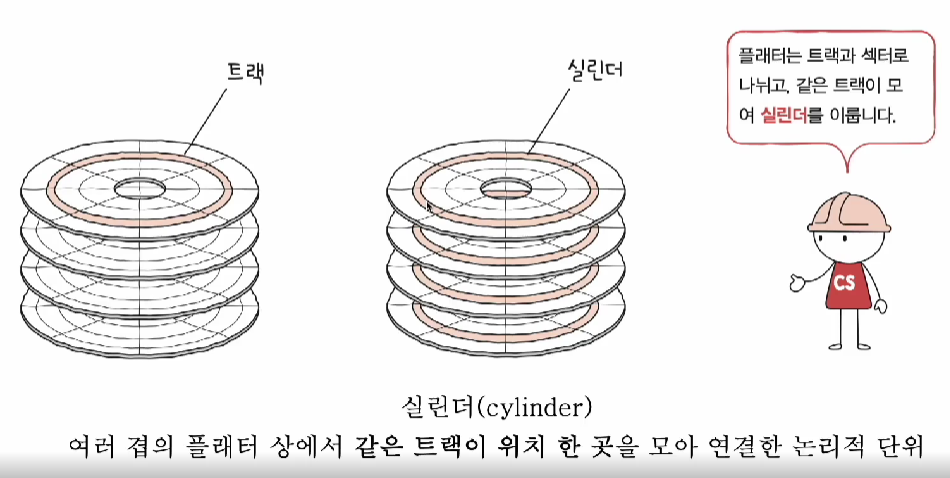 트랙
실린더
플래터는 트랙과 섹터로
나뉘고, 같은 트랙이 모
여 실린더를 이룹니다.
CS
실린더(cylinder)
여러 겹의 플래터 상에서 같은 트랙이 위치 한 곳을 모아 연결한 논리적 단위